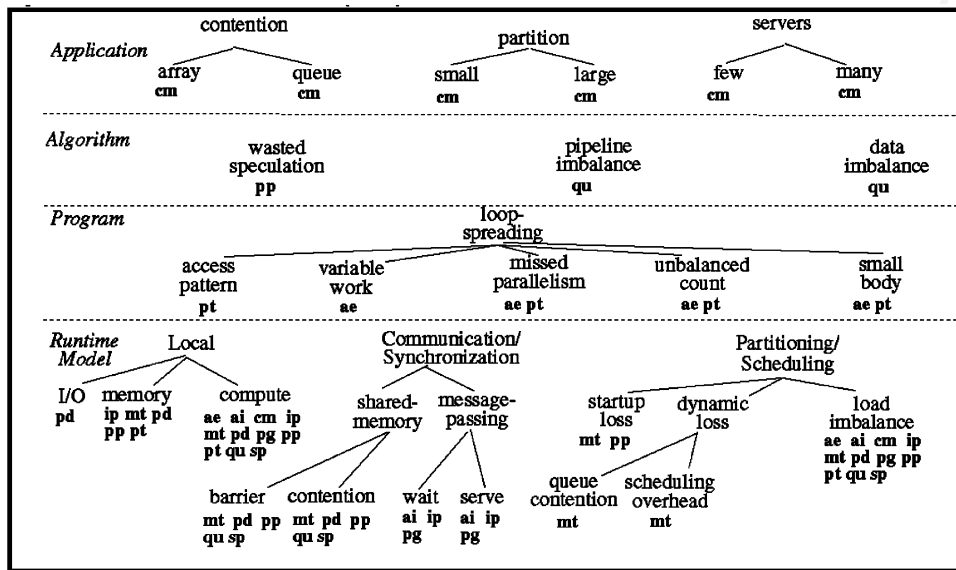 contention
partition
servers
Application
array
queue
small
large
few
many
cm
cm
cm
cm
cm
cm
Algorithm
wasted
speculation
pp
pipeline
imbalance
qu
data
imbalance
qu
Program
loop-
spreading
access
pattern
pt
variable
work
ae
missed
parallelism
ae pt
unbalanced
count
ae pt
small
body
ae pt
Runtime
Model
Local
Communication/
Synchronization
Partitioning/
Scheduling
I/O
pd
memory
ip mt pd
pp pt
compute
ae ai cm ip
mt pd pg pp
pt qu sp
shared-
memory
message-
passing
startup
loss
mt pp
dynamic
loss
load
imbalance
ae ai cm ip
mt pd pg pp
pt qu sp
barrier
mt pd pp
qu sp
contention
mt pd pp
qu sp
wait
ai ip
pg
serve
ai ip
pg
queue
contention
mt
scheduling
overhead
mt